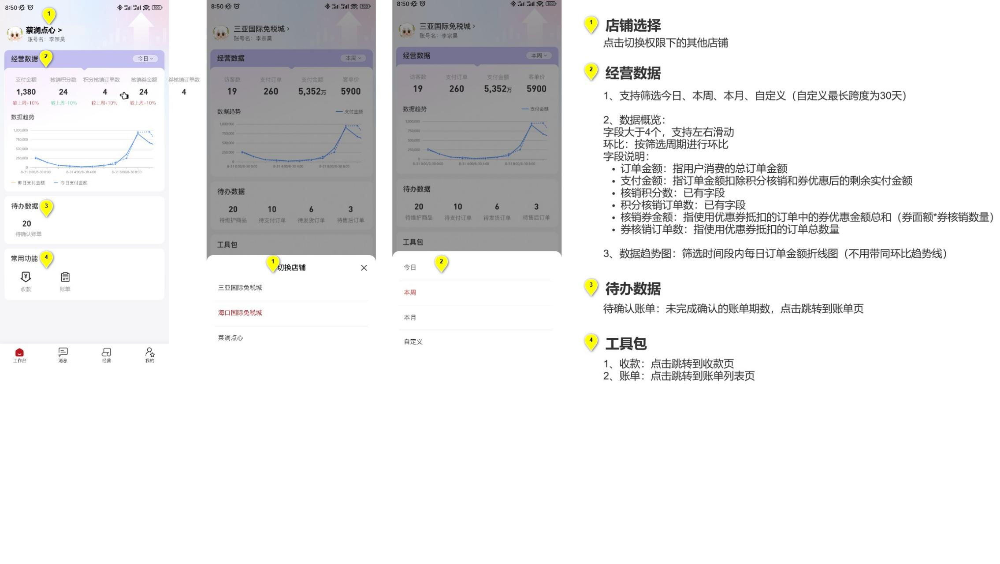 8:50
100
1
蔡澜点心 >
账号名：李宗昊
经营数据
2
今日
支付金额
核销积分数
积分核销订单数
核销券金额
券核销订单数
1,380
24
4
24
4
较上周+10%
较上周-10%
较上周+10%
较上周+10%
数据趋势
1,000,000
750,000
500,000
250,000
0
8-31 0:00/8-30 0:00
8-31 4:00/8-30 4:00
8-31 8:00/8-30 8:00
昨日支付金额
今日支付金额
待办数据
3
20
待确认账单
常用功能
4
收款
账单
工作台
消息
经营
我的
8:50
100
三亚国际免税城 >
账号名：李宗昊
经营数据
本周
访客数
支付订单
支付金额
客单价
19
260
5,352万
5900
数据趋势
支付金额
1,000,000
750,000
500,000
250,000
0
8-31 0:00/8-30 0:00
8-31 4:00/8-30 4:00
8-31 8:00/8-30 8:00
待办数据
20
10
6
3
待维护商品
待支付订单
待发货订单
待售后订单
工具包
1
切换店铺
三亚国际免税城
海口国际免税城
菜澜点心
8:50
100
三亚国际免税城 >
账号名：李宗昊
经营数据
本周
访客数
支付订单
支付金额
客单价
19
260
5,352万
5900
数据趋势
支付金额
1,000,000
750,000
500,000
250,000
0
8-31 0:00/8-30 0:00
8-31 4:00/8-30 4:00
8-31 8:00/8-30 8:00
待办数据
20
10
6
3
待维护商品
待支付订单
待发货订单
待售后订单
工具包
今日
2
本周
本月
自定义
1
店铺选择
点击切换权限下的其他店铺
2
经营数据
1、支持筛选今日、本周、本月、自定义（自定义最长跨度为30天）
2、数据概览：
字段大于4个，支持左右滑动
环比：按筛选周期进行环比
字段说明：
• 订单金额：指用户消费的总订单金额
• 支付金额：指订单金额扣除积分核销和券优惠后的剩余实付金额
• 核销积分数：已有字段
• 积分核销订单数：已有字段
• 核销券金额：指使用优惠券抵扣的订单中的券优惠金额总和（券面额*券核销数量）
• 券核销订单数：指使用优惠券抵扣的订单总数量
3、数据趋势图：筛选时间段内每日订单金额折线图（不用带同环比趋势线）
3
待办数据
待确认账单：未完成确认的账单期数，点击跳转到账单页
4
工具包
1、收款：点击跳转到收款页
2、账单：点击跳转到账单列表页